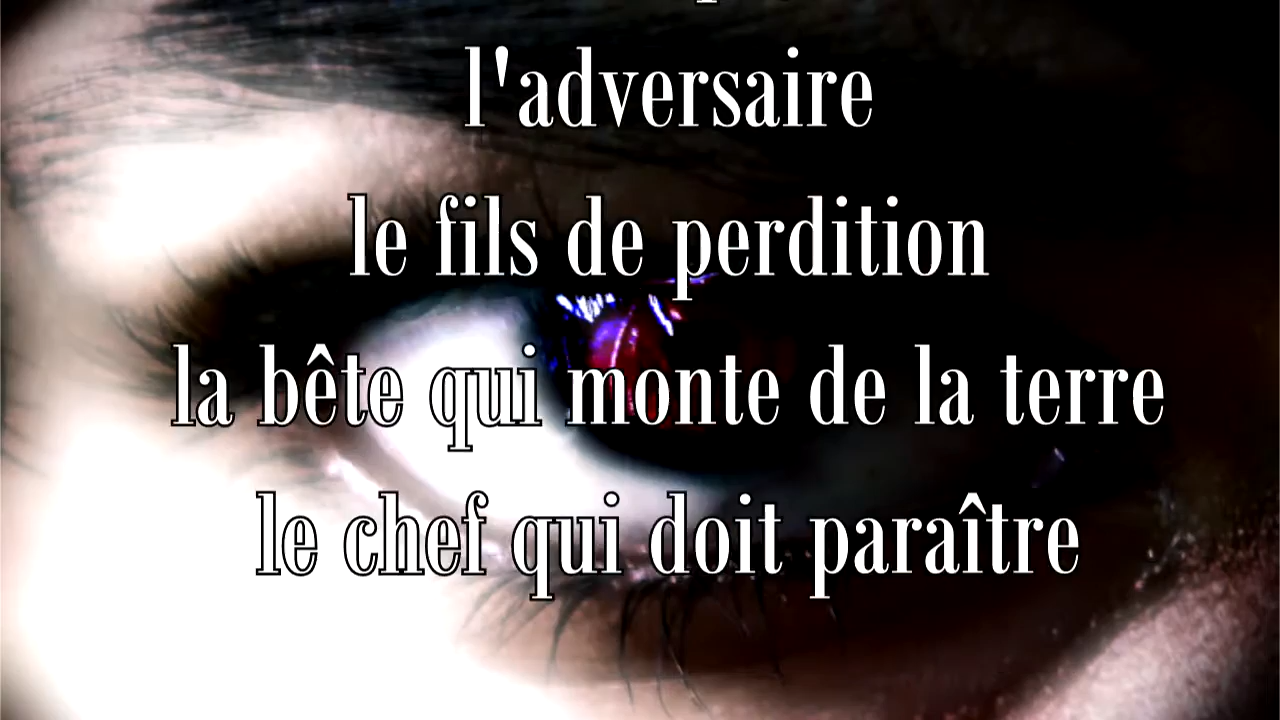 l'adversaire
le fils de perdition
la bête qui monte de la terre
le chef qui doit paraître